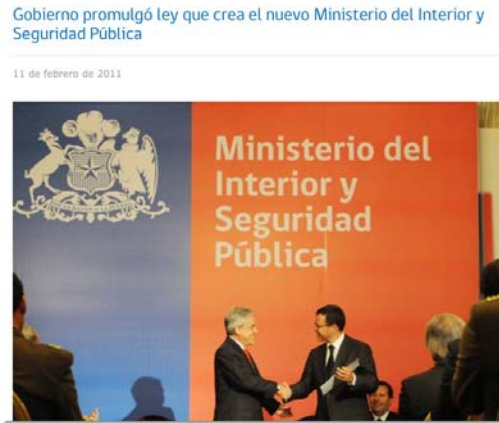 Gobierno promulgó ley que crea el nuevo Ministerio del Interior y
Seguridad Pública
11 de febrero de 2011
Ministerio del
Interior y
Seguridad
Pública